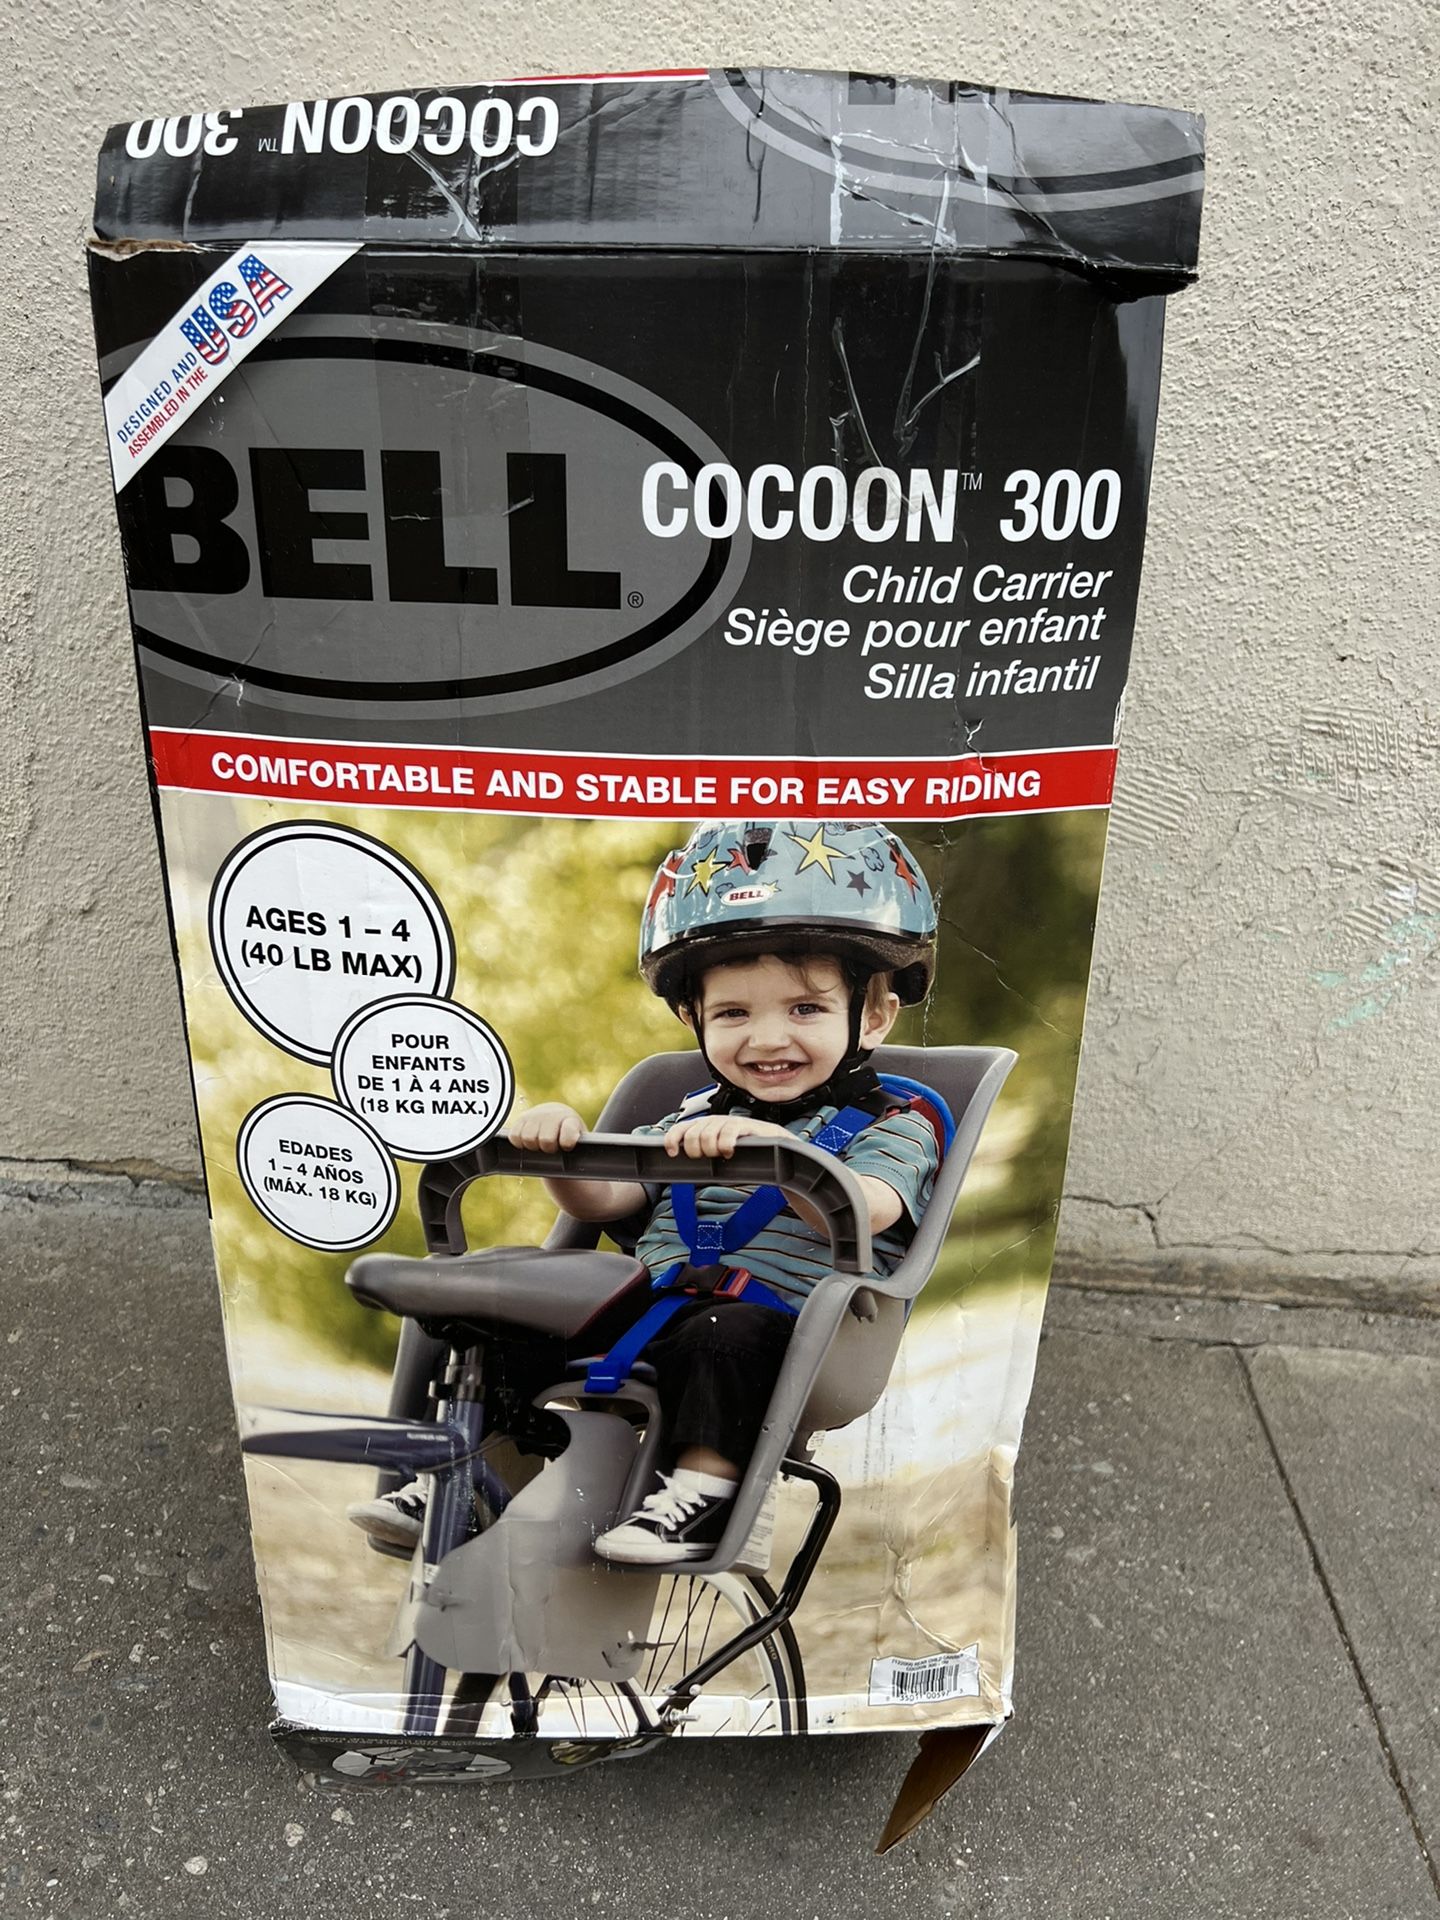 COCOON™ 300
DESIGNED AND
ASSEMBLED IN THE
USA
BELL®
COCOON™ 300
Child Carrier
Siège pour enfant
Silla infantil
COMFORTABLE AND STABLE FOR EASY RIDING
BELL
AGES 1 – 4
(40 LB MAX)
POUR
ENFANTS
DE 1 À 4 ANS
(18 KG MAX.)
EDADES
1 – 4 AÑOS
(MÁX. 18 KG)